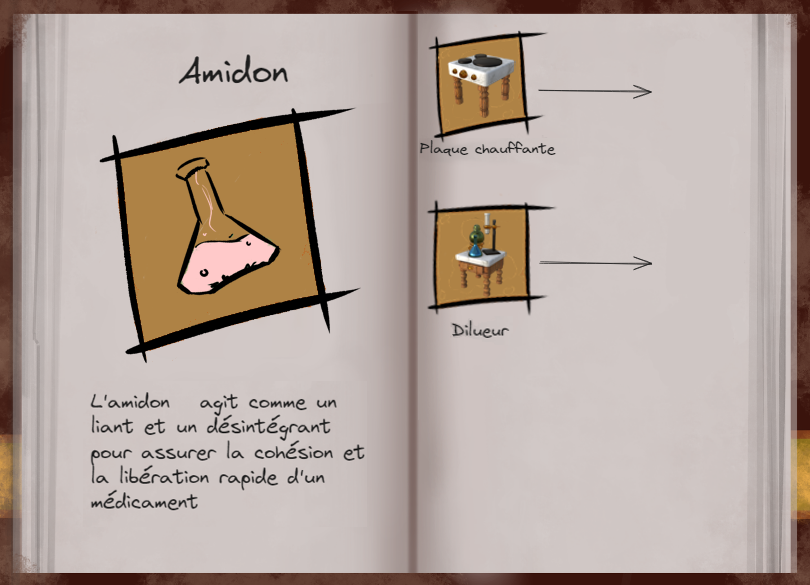 Amidon
L'amidon agit comme un
liant et un désintégrant
pour assurer la cohésion et
la libération rapide d'un
médicament
Plaque chauffante
Dilueur